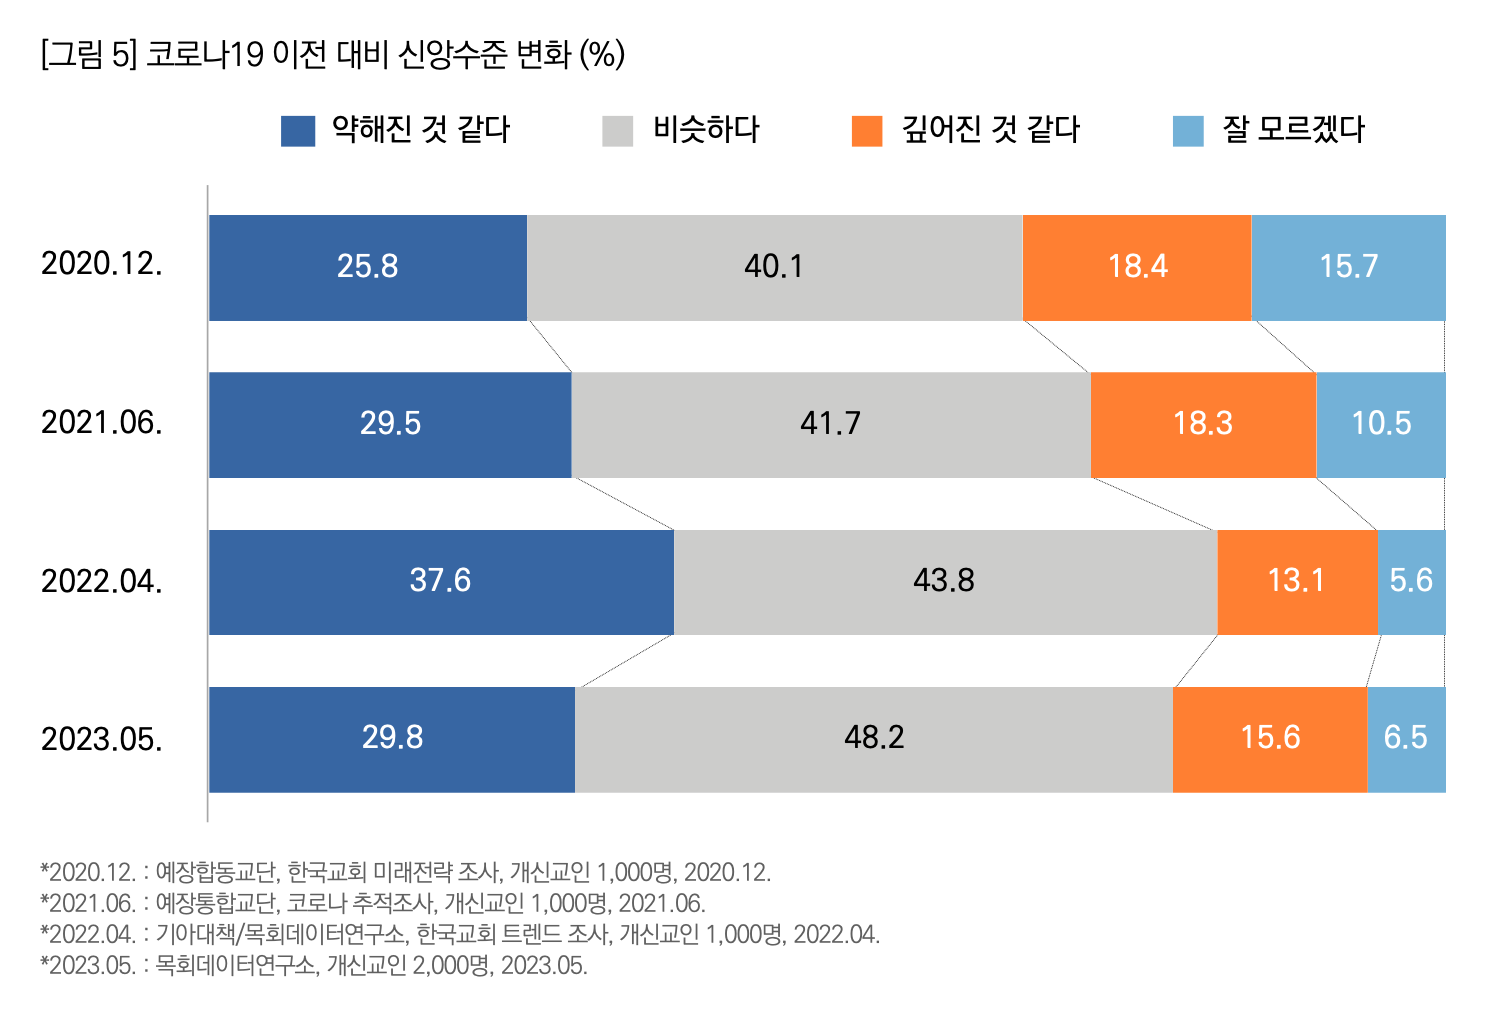 [그림 5] 코로나19 이전 대비 신앙수준 변화 (%)
약해진 것 같다 비슷하다 깊어진 것 같다 잘 모르겠다
2020.12. 25.8 40.1 18.4 15.7
2021.06. 29.5 41.7 18.3 10.5
2022.04. 37.6 43.8 13.1 5.6
2023.05. 29.8 48.2 15.6 6.5
*2020.12. : 예장합동교단, 한국교회 미래전략 조사, 개신교인 1,000명, 2020.12.
*2021.06. : 예장통합교단, 코로나 추적조사, 개신교인 1,000명, 2021.06.
*2022.04. : 기아대책/목회데이터연구소, 한국교회 트렌드 조사, 개신교인 1,000명, 2022.04.
*2023.05. : 목회데이터연구소, 개신교인 2,000명, 2023.05.